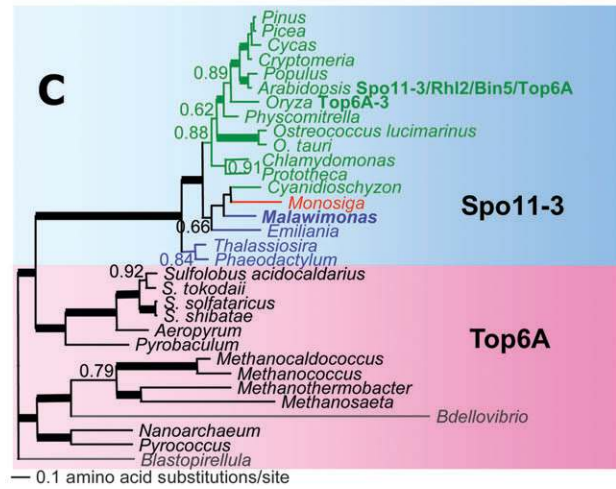 C
Pinus
Picea
Cycas
Cryptomeria
0.89
Populus
Arabidopsis Spo11-3/Rhl2/Bin5/Top6A
Oryza Top6A-3
0.62
Physcomitrella
0.88
Ostreococcus lucimarinus
O. tauri
Chlamydomonas
0.91
Prototheca
Cyanidioschyzon
Monosiga
Spo11-3
Malawimonas
0.66
Emiliania
Thalassiosira
0.84
Phaeodactylum
0.92
Sulfolobus acidocaldarius
S. tokodaii
S. solfataricus
S. shibatae
Aeropyrum
Top6A
Pyrobaculum
Methanocaldococcus
0.79
Methanococcus
Methanothermobacter
Methanosaeta
Bdellovibrio
Nanoarchaeum
Pyrococcus
Blastopirellula
0.1 amino acid substitutions/site